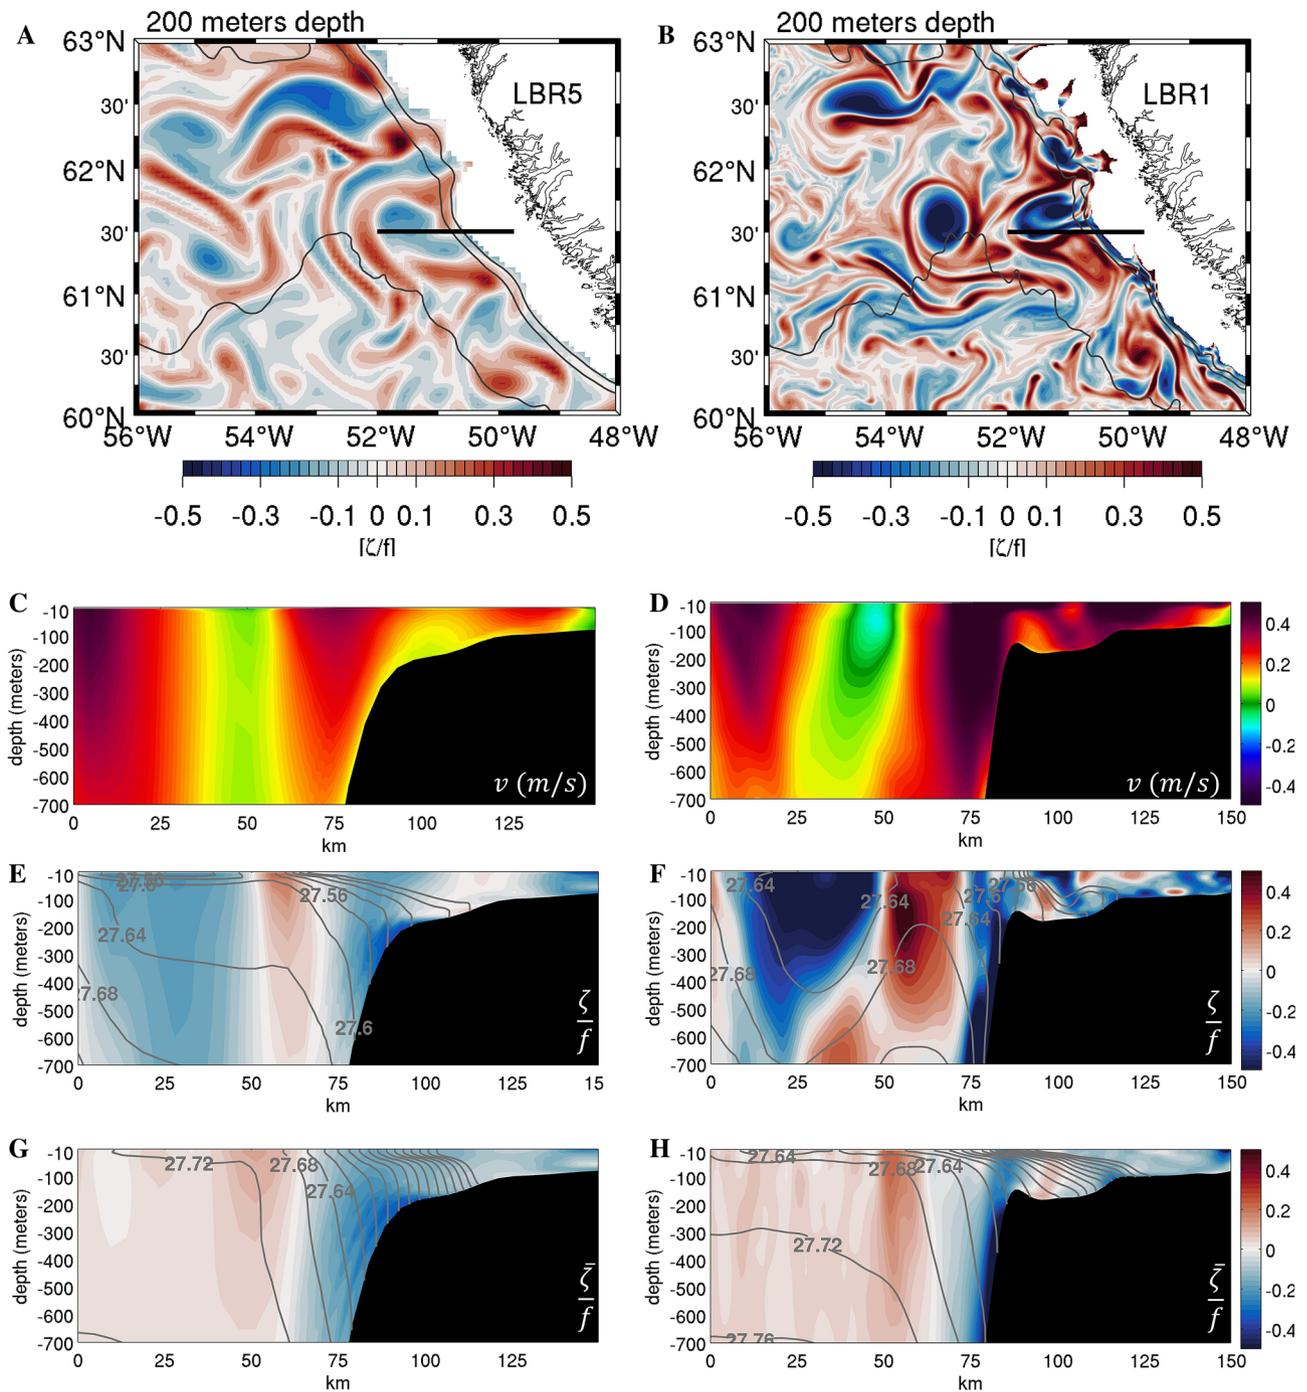 A
200 meters depth
63°N
30'
62°N
30'
61°N
30'
60°N
56°W
54°W
52°W
50°W
48°W
LBR5
-0.5
-0.3
-0.1
0
0.1
0.3
0.5
[ζ/f]
B
200 meters depth
63°N
30'
62°N
30'
61°N
30'
60°N
56°W
54°W
52°W
50°W
48°W
LBR1
-0.5
-0.3
-0.1
0
0.1
0.3
0.5
[ζ/f]
C
depth (meters)
-10
-100
-200
-300
-400
-500
-600
-700
0
25
50
75
100
125
km
v (m/s)
D
depth (meters)
-10
-100
-200
-300
-400
-500
-600
-700
0
25
50
75
100
125
150
km
v (m/s)
0.4
0.2
0
-0.2
-0.4
E
depth (meters)
-10
-100
-200
-300
-400
-500
-600
-700
27.56
27.64
27.68
27.6
0
25
50
75
100
125
15
km
ζ
f
F
depth (meters)
-10
-100
-200
-300
-400
-500
-600
-700
27.64
27.64
27.6
27.56
27.64
27.68
27.68
0
25
50
75
100
125
150
km
ζ
f
0.4
0.2
0
-0.2
-0.4
G
depth (meters)
-10
-100
-200
-300
-400
-500
-600
-700
27.72
27.68
27.64
0
25
50
75
100
125
km
ζ̄
f
H
depth (meters)
-10
-100
-200
-300
-400
-500
-600
-700
27.64
27.68
27.64
27.72
27.76
0
25
50
75
100
125
150
km
ζ̄
f
0.4
0.2
0
-0.2
-0.4